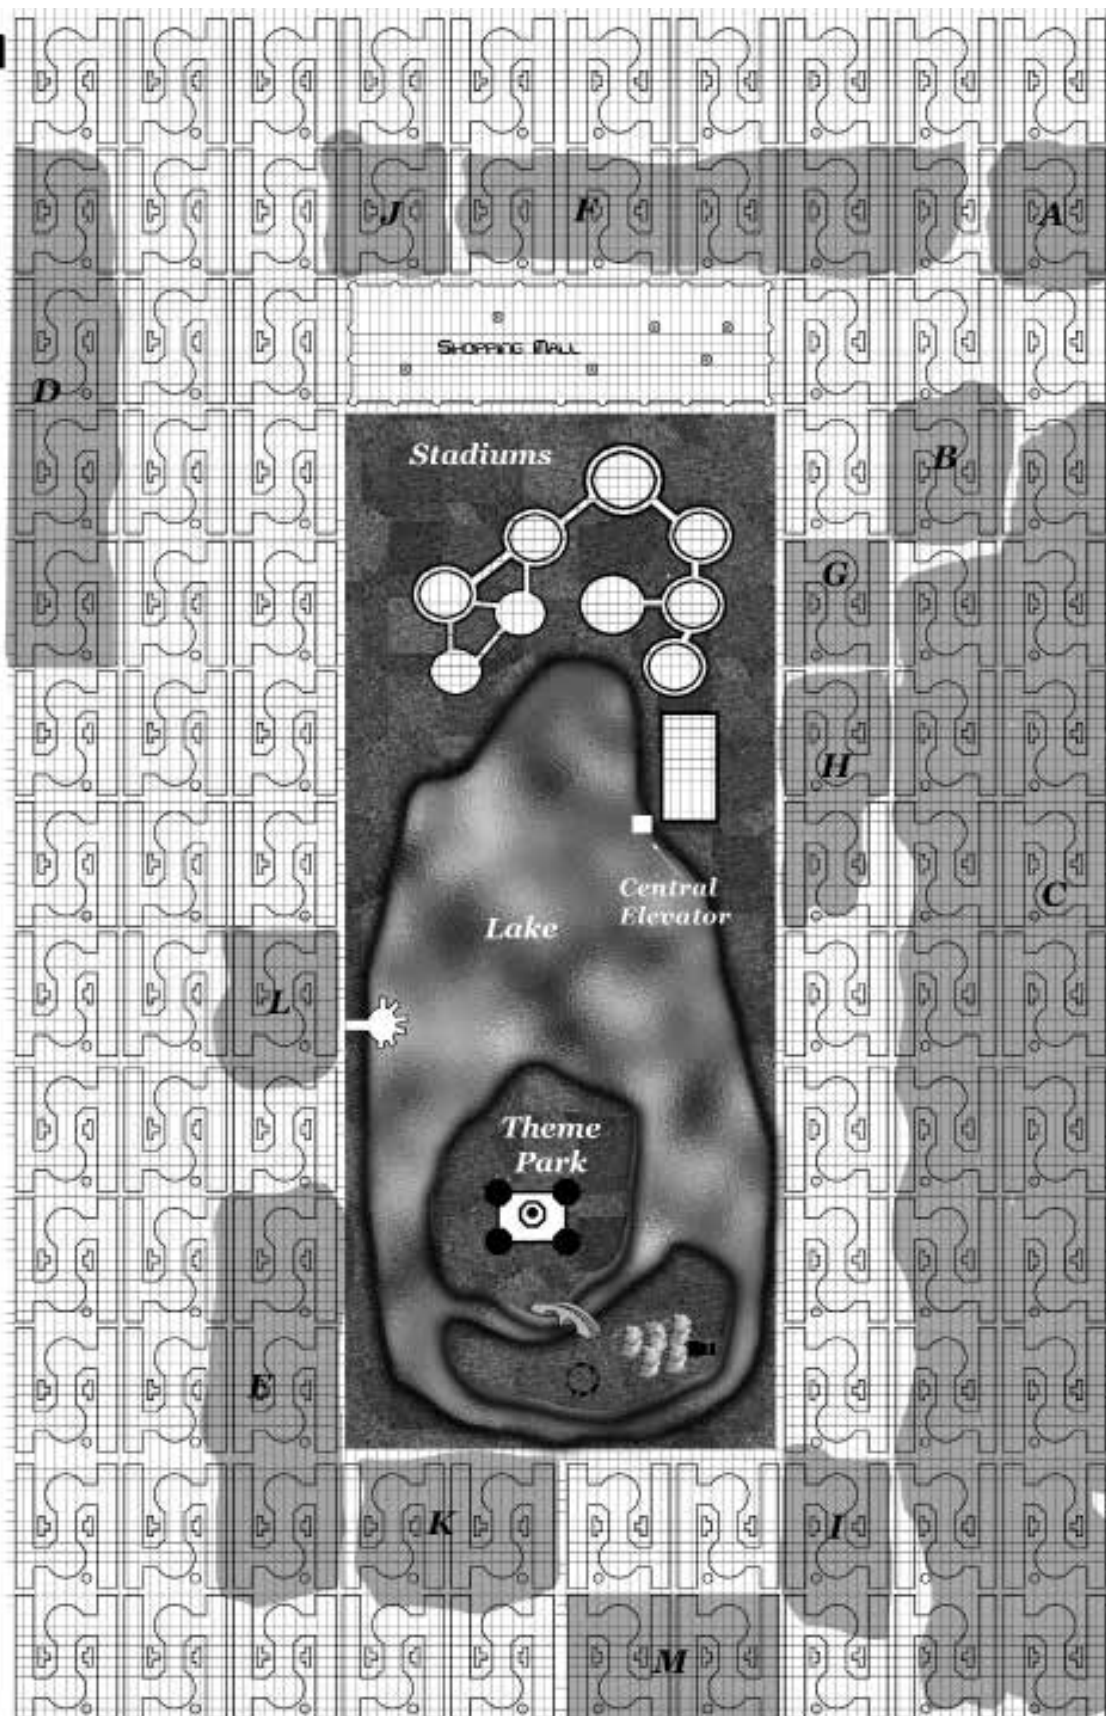 J
F
A
Shopping Mall
D
Stadiums
B
G
H
Central
Elevator
C
Lake
L
Theme
Park
E
K
I
M